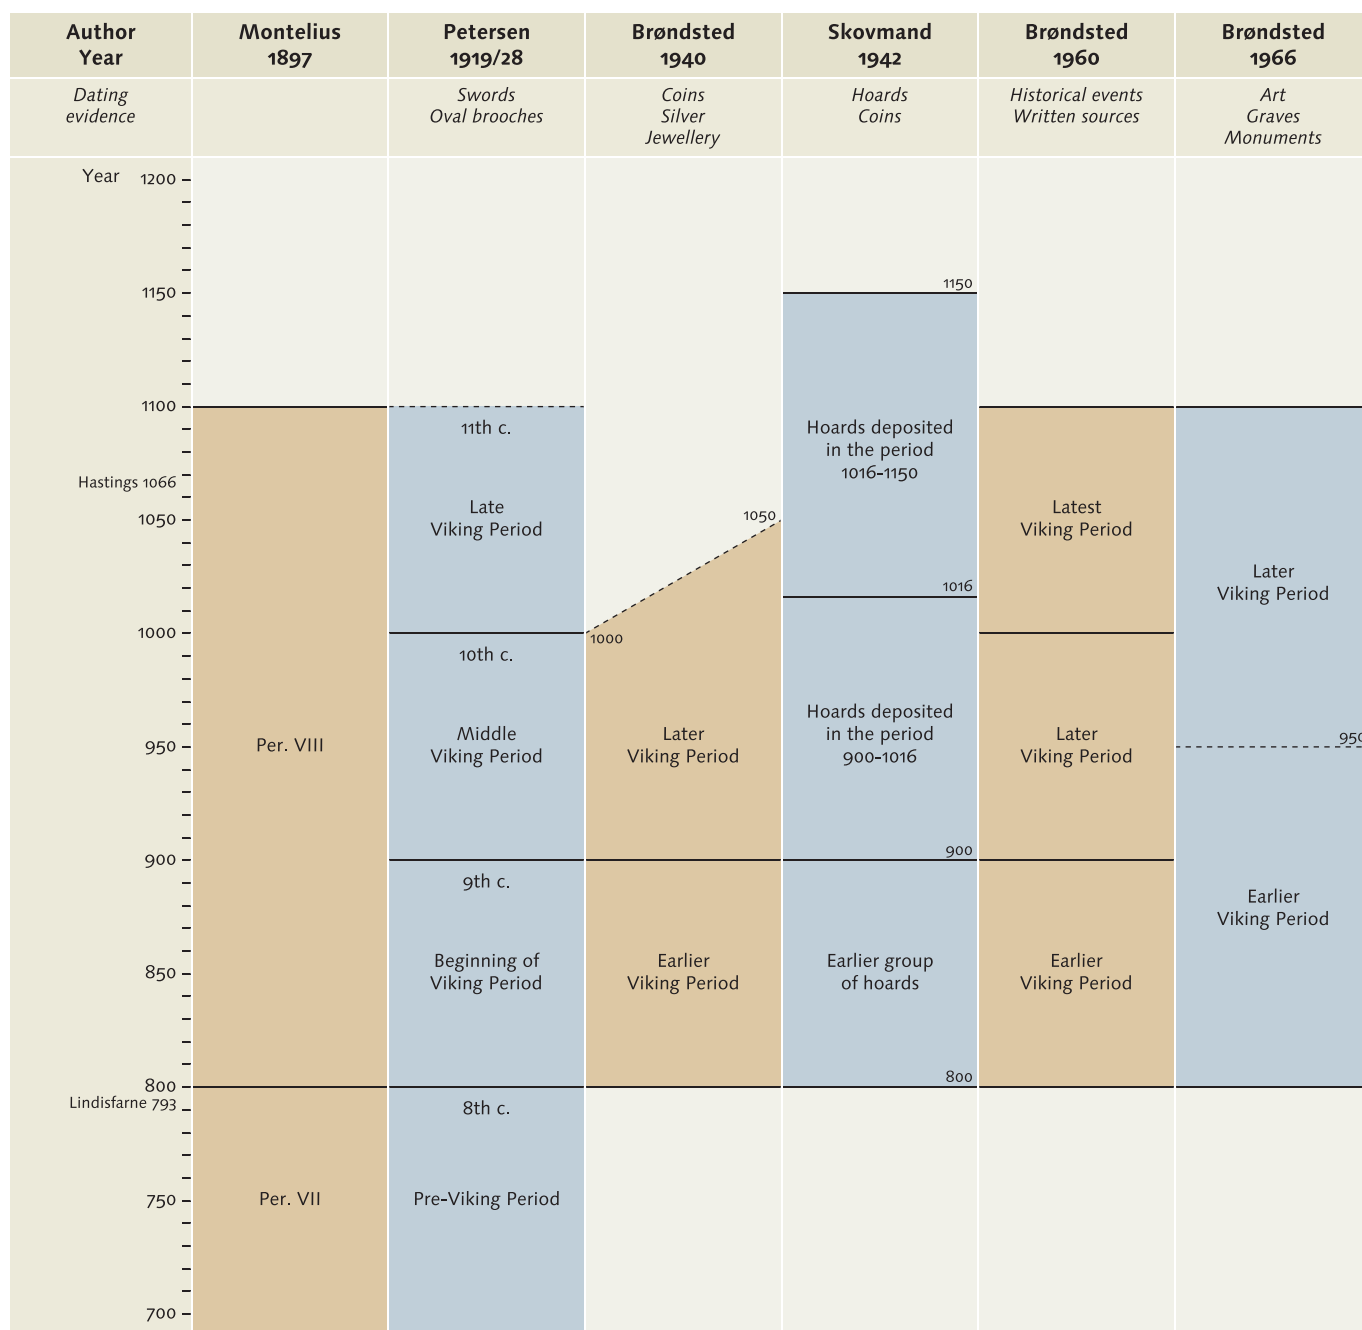 Author
Year
Montelius
1897
Petersen
1919/28
Brøndsted
1940
Skovmand
1942
Brøndsted
1960
Brøndsted
1966
Dating
evidence
Swords
Oval brooches
Coins
Silver
Jewellery
Hoards
Coins
Historical events
Written sources
Art
Graves
Monuments
Year 1200
1150
1100
Hastings 1066
1050
1000
950
900
850
800
Lindisfarne 793
750
700
Per. VIII
Per. VII
11th c.
Late
Viking Period
10th c.
Middle
Viking Period
9th c.
Beginning of
Viking Period
8th c.
Pre-Viking Period
1050
1000
Later
Viking Period
Earlier
Viking Period
1150
Hoards deposited
in the period
1016-1150
1016
Hoards deposited
in the period
900-1016
900
Earlier group
of hoards
800
Latest
Viking Period
Later
Viking Period
Earlier
Viking Period
Later
Viking Period
950
Earlier
Viking Period